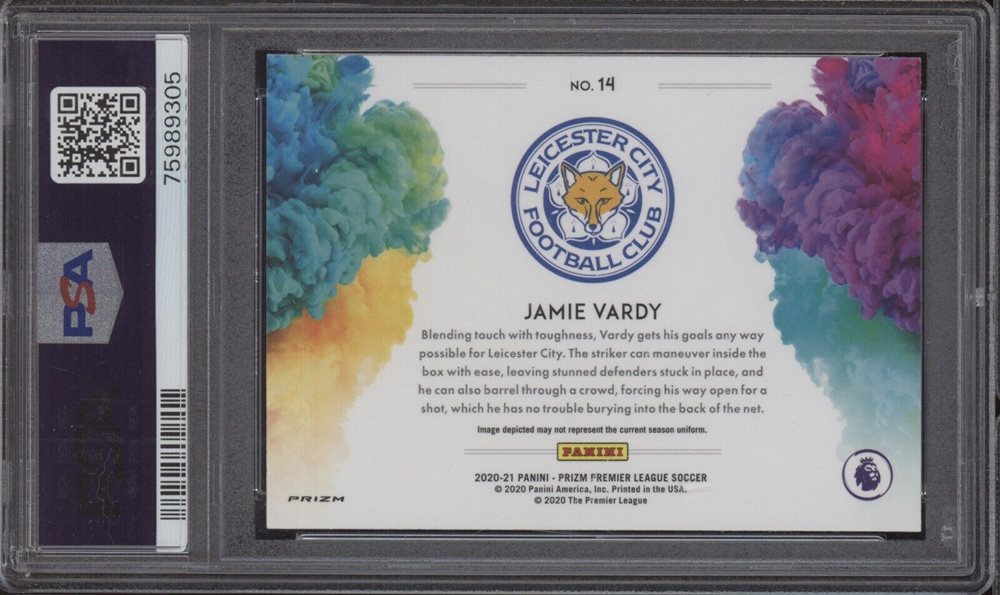 75989305
PSA
NO. 14
LEICESTER CITY
FOOTBALL CLUB
JAMIE VARDY
Blending touch with toughness, Vardy gets his goals any way
possible for Leicester City. The striker can maneuver inside the
box with ease, leaving stunned defenders stuck in place, and
he can also barrel through a crowd, forcing his way open for a
shot, which he has no trouble burying into the back of the net.
Image depicted may not represent the current season uniform.
PANINI
2020-21 PANINI - PRIZM PREMIER LEAGUE SOCCER
© 2020 Panini America, Inc. Printed in the USA.
© 2020 The Premier League
PRIZM